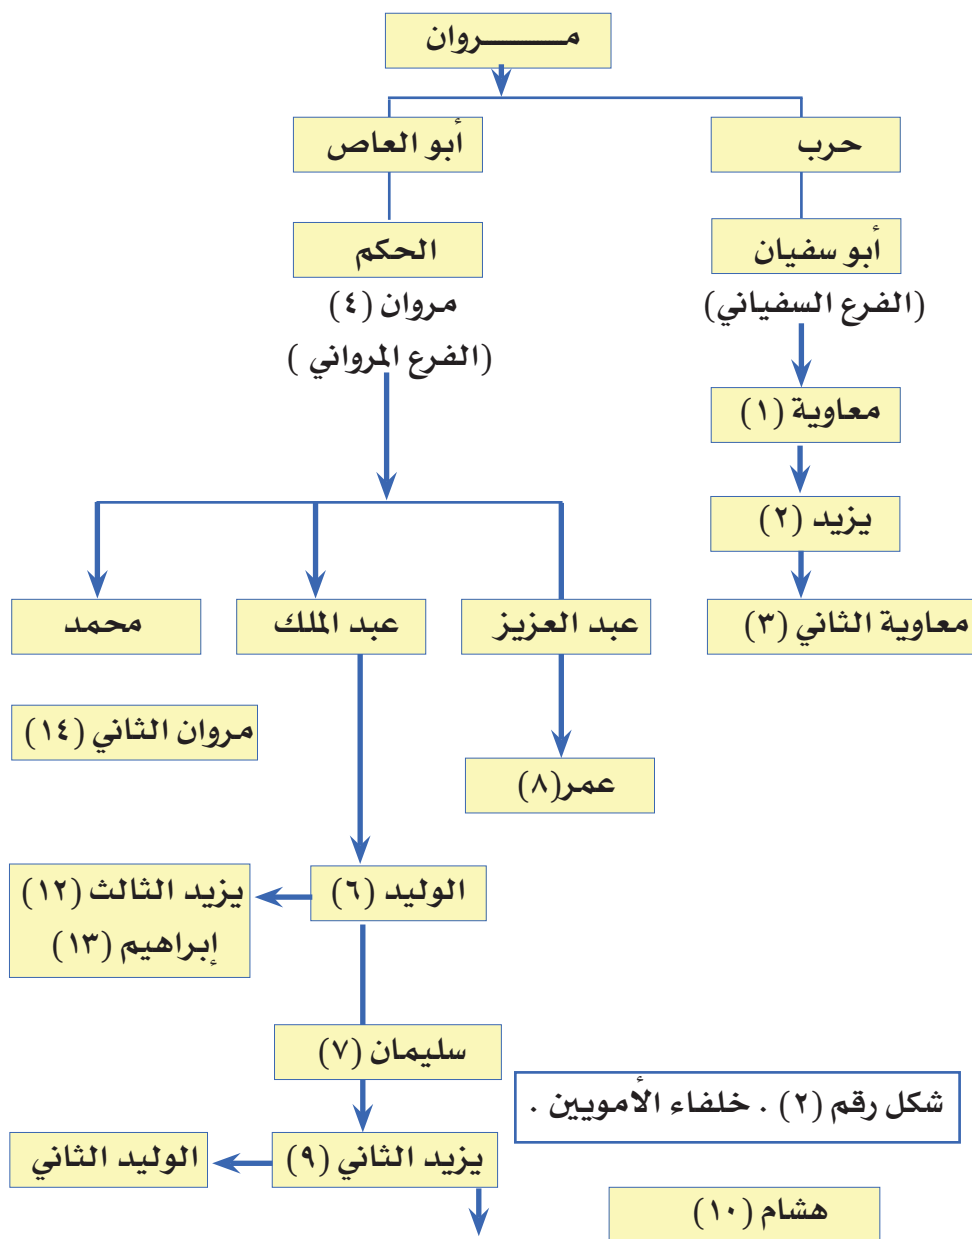 مـــــــروان
حرب
أبو العاص
أبو سفيان
الحكم
(الفرع السفياني)
مروان (٤)
(الفرع المرواني )
معاوية (١)
يزيد (٢)
معاوية الثاني (٣)
عبد العزيز
عبد الملك
محمد
مروان الثاني (١٤)
عمر(٨)
الوليد (٦)
يزيد الثالث (١٢)
إبراهيم (١٣)
سليمان (٧)
شكل رقم (٢) . خلفاء الأمويين .
يزيد الثاني (٩)
الوليد الثاني
هشام (١٠)